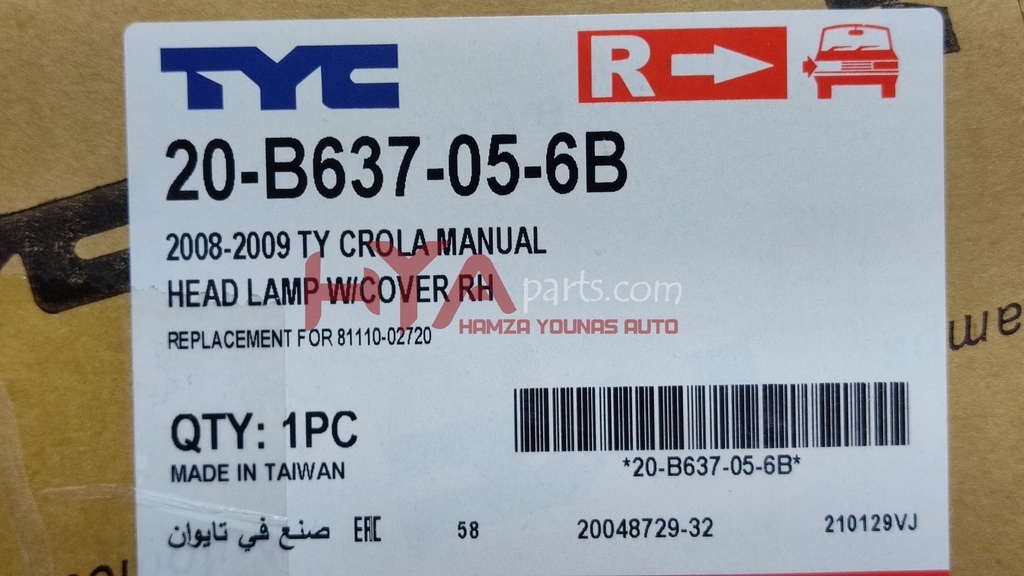 TYC
R
20-B637-05-6B
2008-2009 TY CROLA MANUAL
HEAD LAMP W/COVER RH
HYAparts.com
HAMZA YOUNAS AUTO
REPLACEMENT FOR 81110-02720
QTY: 1PC
MADE IN TAIWAN
*20-B637-05-6B*
صنع في تايوان EAC 58 20048729-32 210129VJ